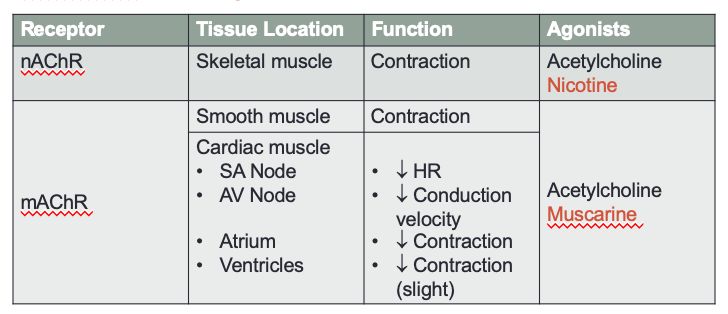 Receptor Tissue Location Function Agonists
nAChR Skeletal muscle Contraction Acetylcholine
Nicotine
Smooth muscle Contraction
mAChR
Cardiac muscle
• SA Node
• AV Node
• Atrium
• Ventricles
• ↓ HR
• ↓ Conduction
velocity
• ↓ Contraction
• ↓ Contraction
(slight)
Acetylcholine
Muscarine